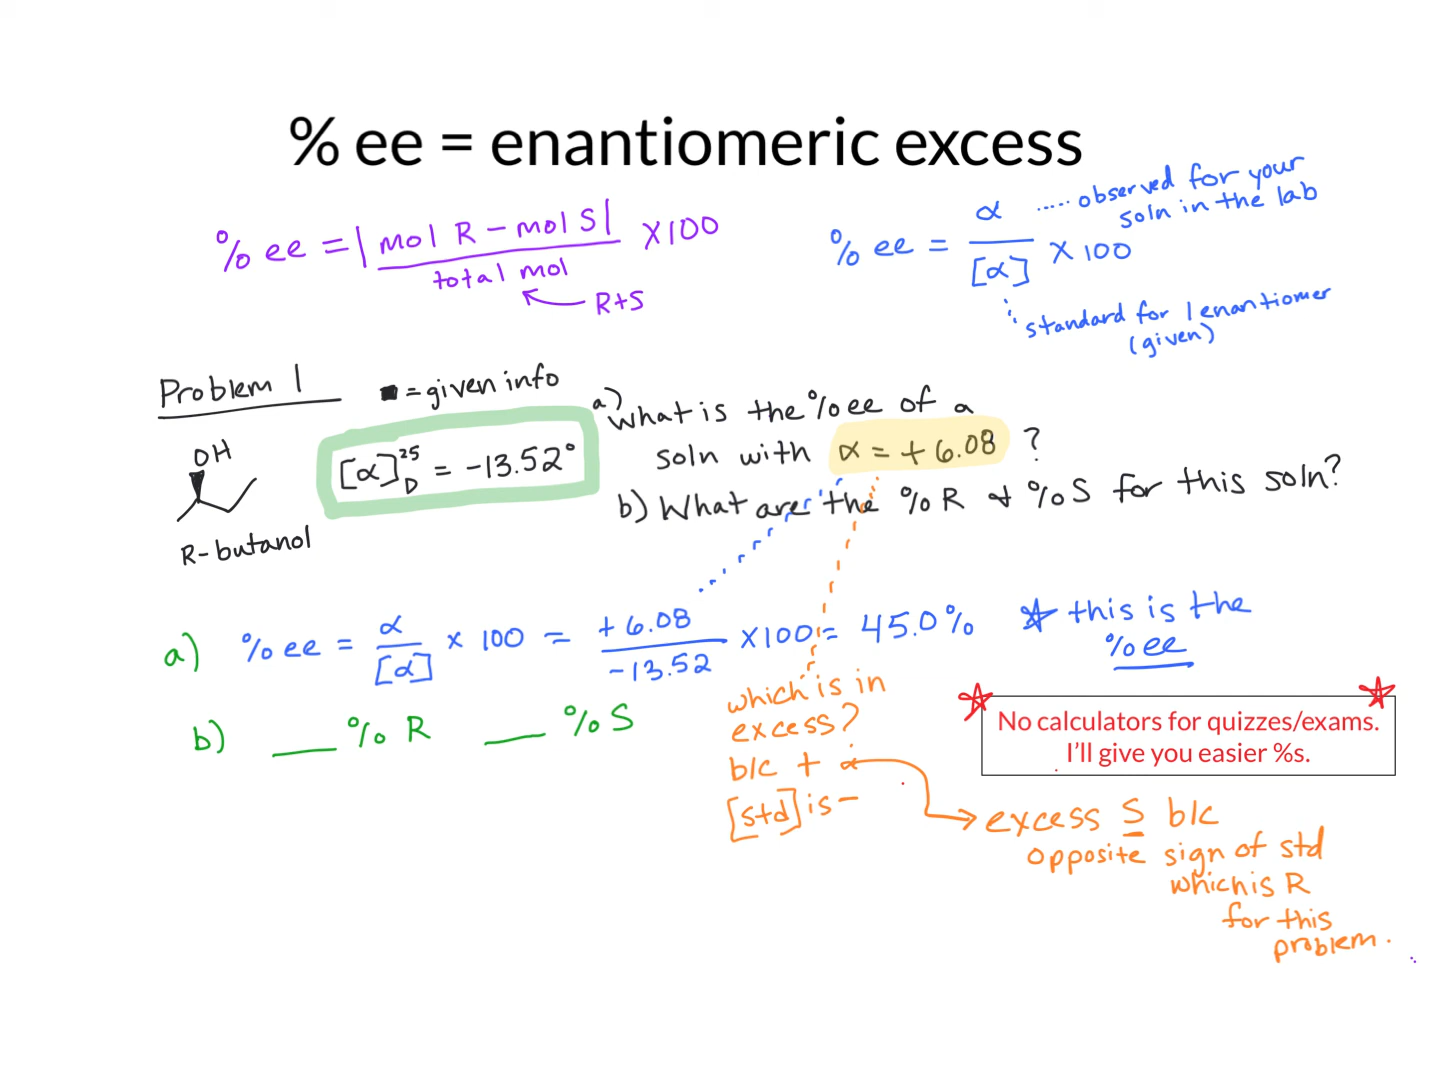 % ee = enantiomeric excess
% ee = |mol R - mol S| / total mol X100
R+S
% ee = α / [α] X 100
..... observed for your
soln in the lab
standard for 1 enantiomer
(given)
Problem 1
■ = given info
OH
R-butanol
[α]D25 = -13.52°
a) What is the % ee of a
soln with α = + 6.08 ?
b) What are the % R & % S for this soln?
a) % ee = α / [α] x 100 = +6.08 / -13.52 X100 = 45.0%
☆ this is the
% ee
b) ___ % R ___ % S
which is in
excess?
b/c + α
[std] is -
No calculators for quizzes/exams.
I'll give you easier %s.
excess S b/c
opposite sign of std
which is R
for this
problem.